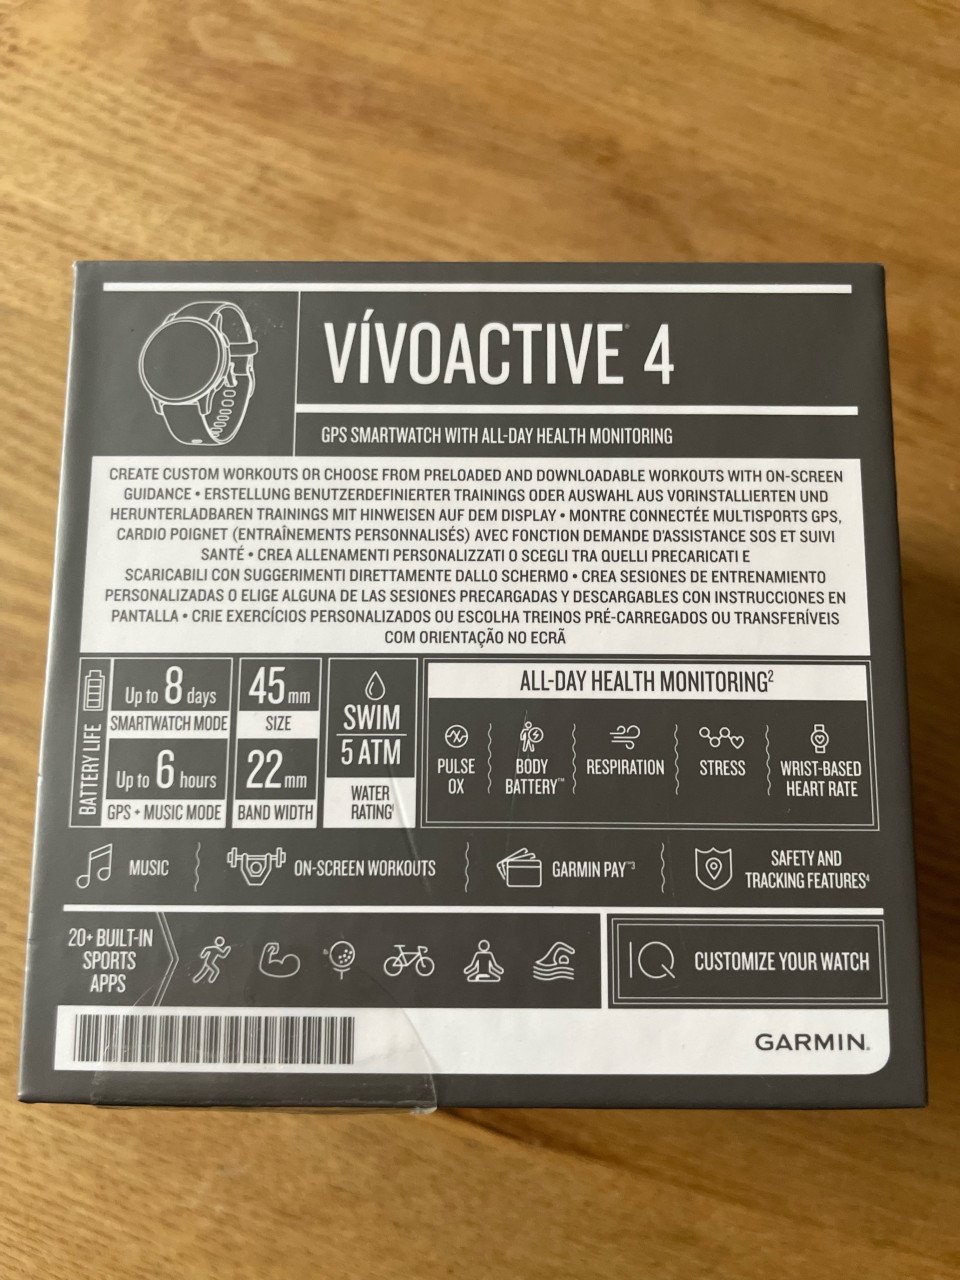 VÍVOACTIVE® 4
GPS SMARTWATCH WITH ALL-DAY HEALTH MONITORING
CREATE CUSTOM WORKOUTS OR CHOOSE FROM PRELOADED AND DOWNLOADABLE WORKOUTS WITH ON-SCREEN
GUIDANCE • ERSTELLUNG BENUTZERDEFINIERTER TRAININGS ODER AUSWAHL AUS VORINSTALLIERTEN UND
HERUNTERLADBAREN TRAININGS MIT HINWEISEN AUF DEM DISPLAY • MONTRE CONNECTÉE MULTISPORTS GPS,
CARDIO POIGNET (ENTRAÎNEMENTS PERSONNALISÉS) AVEC FONCTION DEMANDE D'ASSISTANCE SOS ET SUIVI
SANTÉ • CREA ALLENAMENTI PERSONALIZZATI O SCEGLI TRA QUELLI PRECARICATI E
SCARICABILI CON SUGGERIMENTI DIRETTAMENTE DALLO SCHERMO • CREA SESIONES DE ENTRENAMIENTO
PERSONALIZADAS O ELIGE ALGUNA DE LAS SESIONES PRECARGADAS Y DESCARGABLES CON INSTRUCCIONES EN
PANTALLA • CRIE EXERCÍCIOS PERSONALIZADOS OU ESCOLHA TREINOS PRÉ-CARREGADOS OU TRANSFERÍVEIS
COM ORIENTAÇÃO NO ECRÃ
BATTERY LIFE
Up to 8 days
SMARTWATCH MODE
Up to 6 hours
GPS + MUSIC MODE
45 mm
SIZE
22 mm
BAND WIDTH
SWIM
5 ATM
WATER
RATING¹
ALL-DAY HEALTH MONITORING²
PULSE
OX
BODY
BATTERY™
RESPIRATION
STRESS
WRIST-BASED
HEART RATE
MUSIC
ON-SCREEN WORKOUTS
GARMIN PAY™³
SAFETY AND
TRACKING FEATURES⁴
20+ BUILT-IN
SPORTS
APPS
IQ
CUSTOMIZE YOUR WATCH
GARMIN.